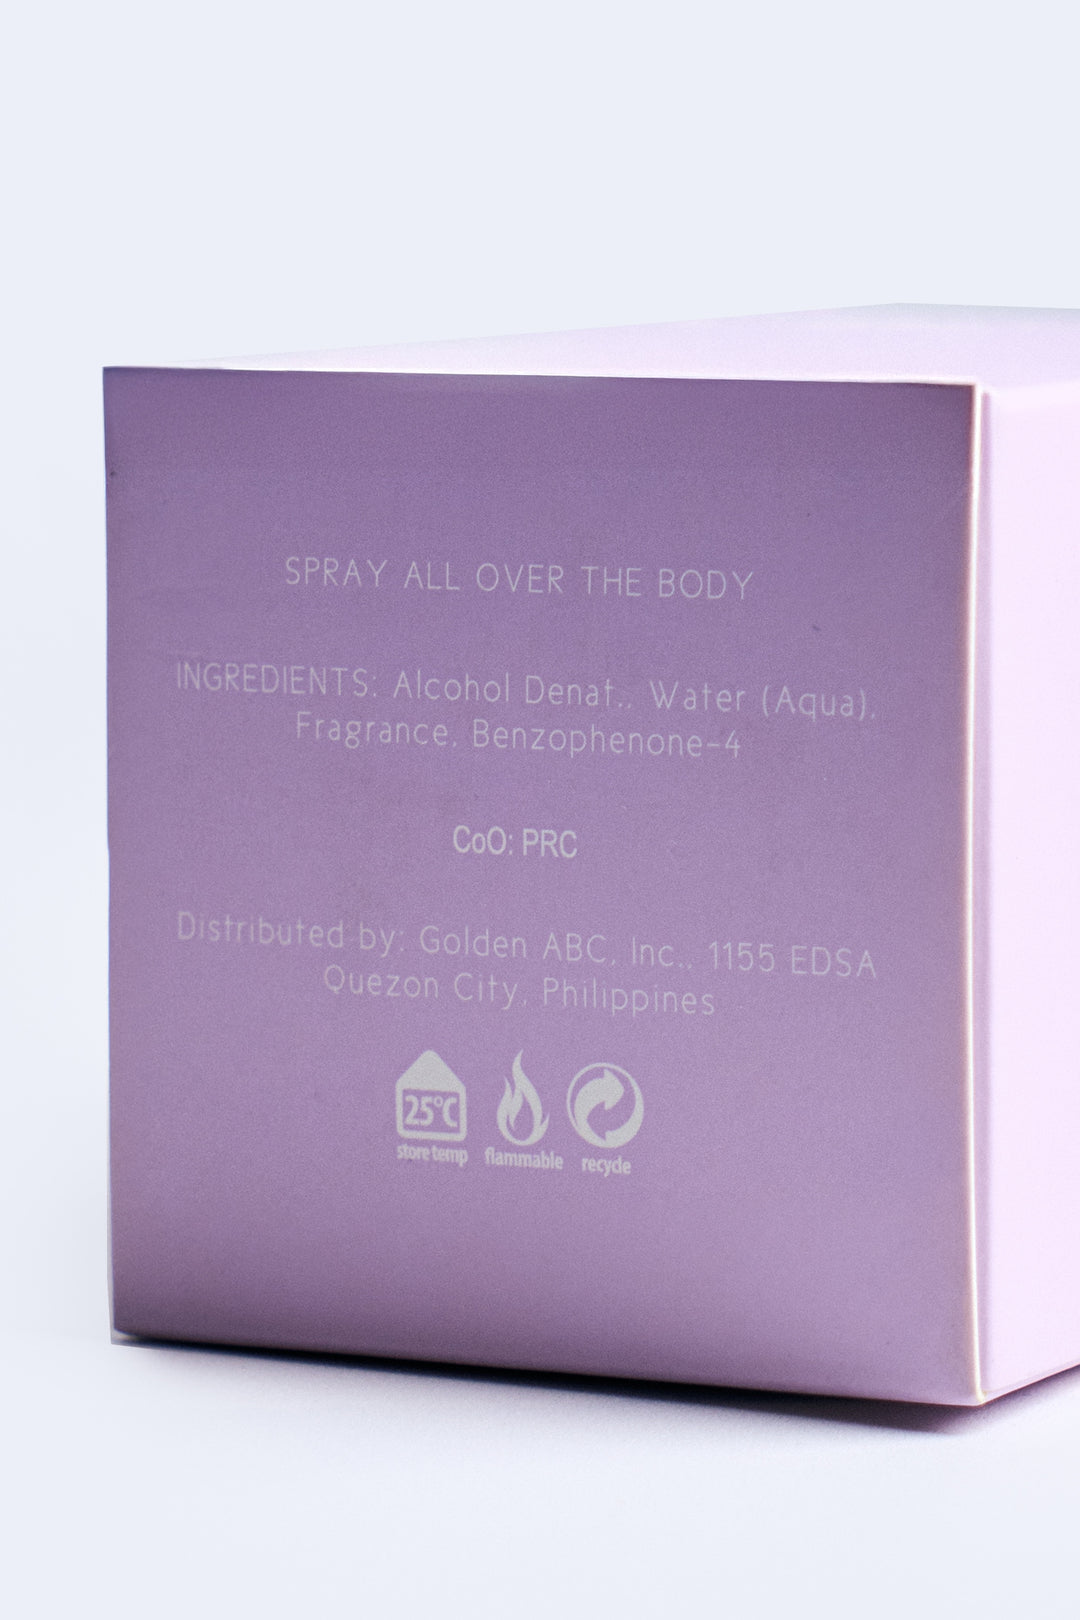 SPRAY ALL OVER THE BODY
INGREDIENTS: Alcohol Denat., Water (Aqua),
Fragrance, Benzophenone-4
CoO: PRC
Distributed by: Golden ABC, Inc., 1155 EDSA
Quezon City, Philippines
25°C
store temp flammable recycle